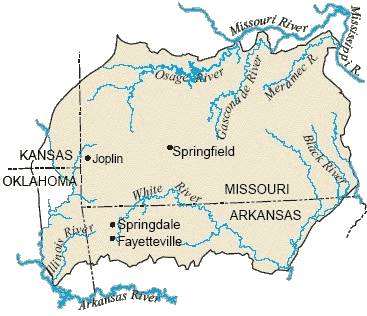 Missouri River
Mississippi R.
Osage River
Gasconade River
Meramec R.
KANSAS
Joplin
Springfield
Black River
OKLAHOMA
White River
MISSOURI
ARKANSAS
Springdale
Fayetteville
Illinois River
Arkansas River